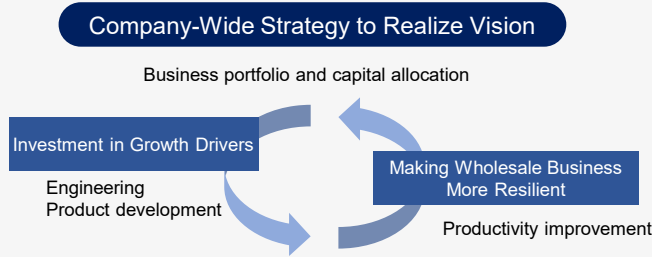 Company-Wide Strategy to Realize Vision
Business portfolio and capital allocation
Investment in Growth Drivers
Engineering
Product development
Making Wholesale Business
More Resilient
Productivity improvement